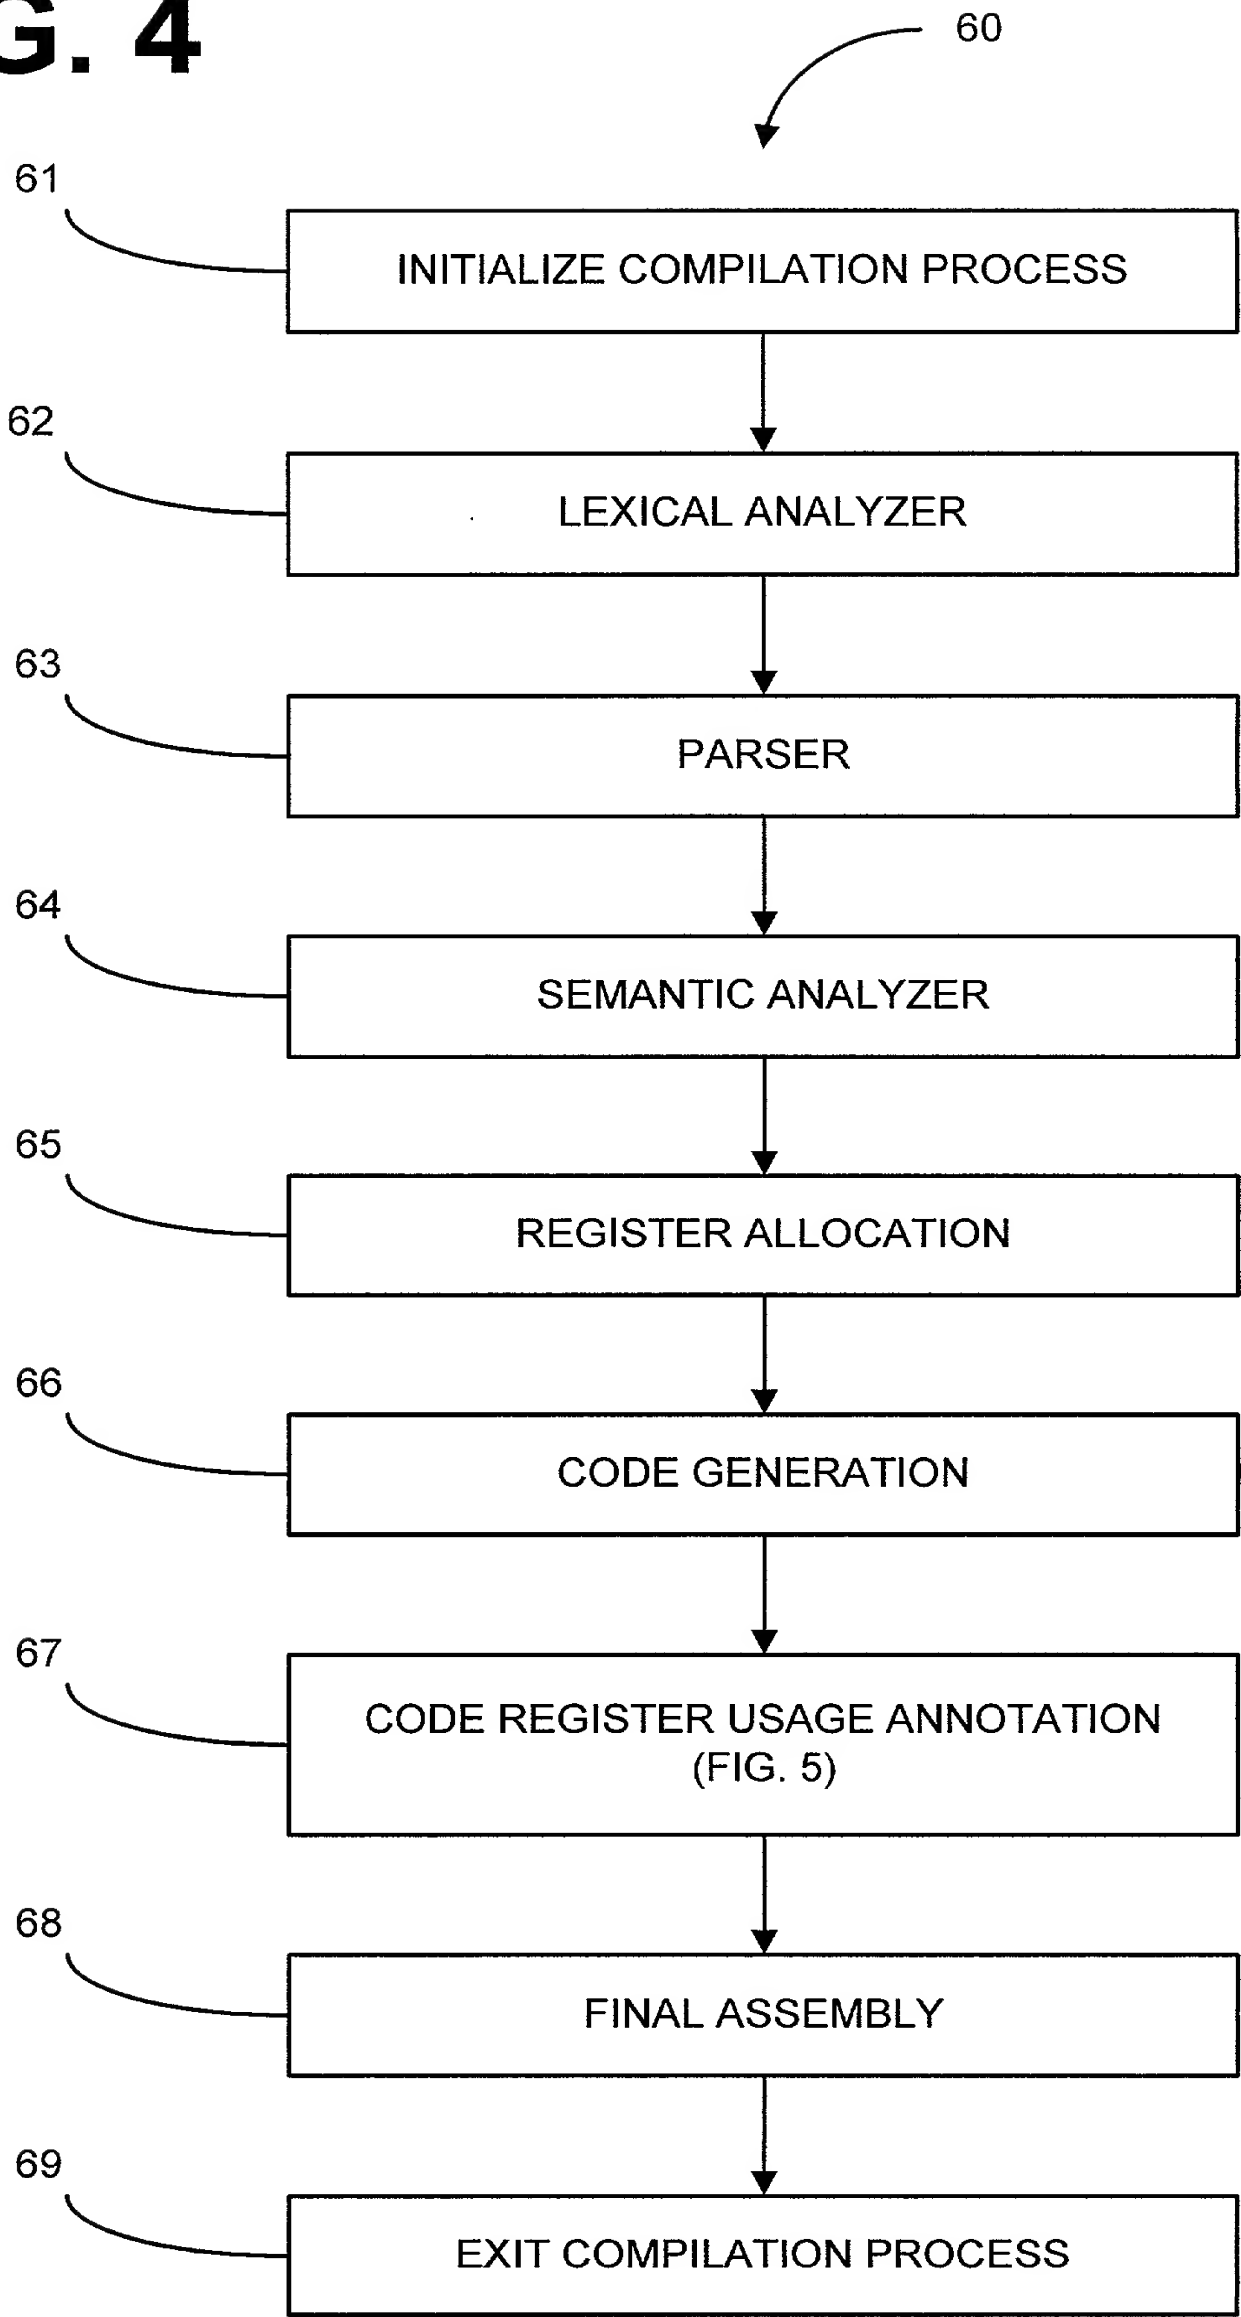 G. 4
60
61
INITIALIZE COMPILATION PROCESS
62
LEXICAL ANALYZER
63
PARSER
64
SEMANTIC ANALYZER
65
REGISTER ALLOCATION
66
CODE GENERATION
67
CODE REGISTER USAGE ANNOTATION
(FIG. 5)
68
FINAL ASSEMBLY
69
EXIT COMPILATION PROCESS